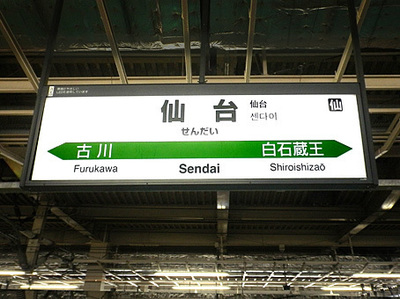 仙台 仙台
센다이
せんだい
仙
古川 白石蔵王
Furukawa Sendai Shiroishizaō